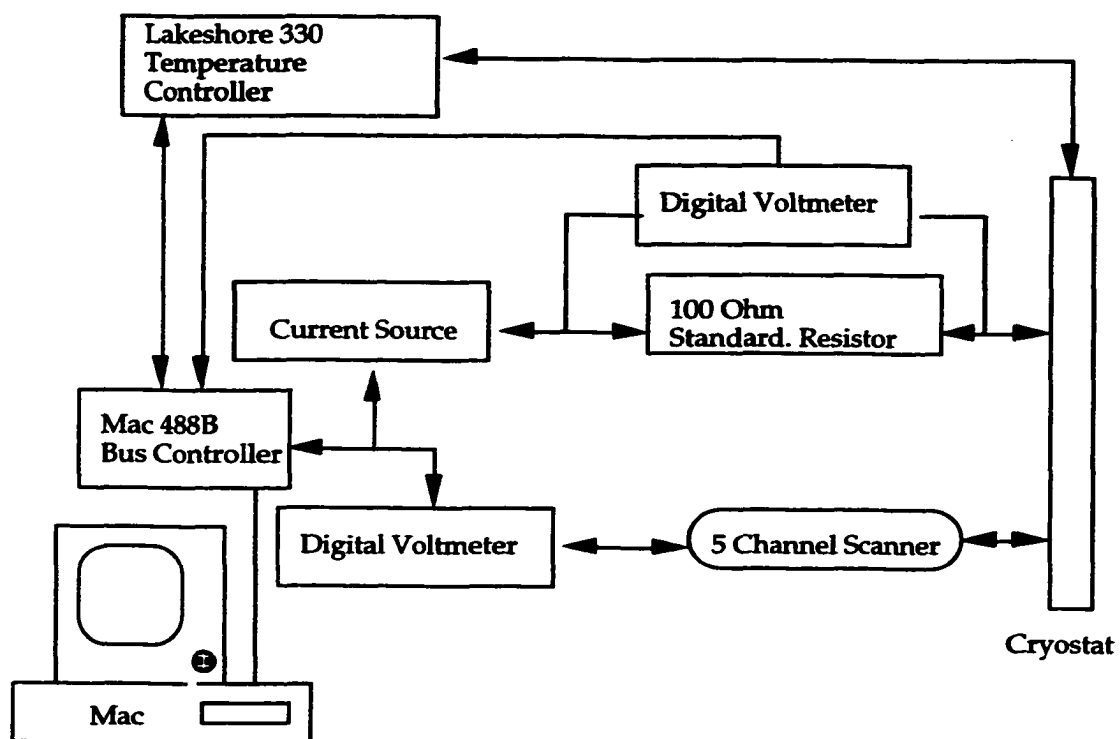 Lakeshore 330
Temperature
Controller
Digital Voltmeter
100 Ohm
Standard. Resistor
Current Source
Mac 488B
Bus Controller
Digital Voltmeter
5 Channel Scanner
Cryostat
Mac